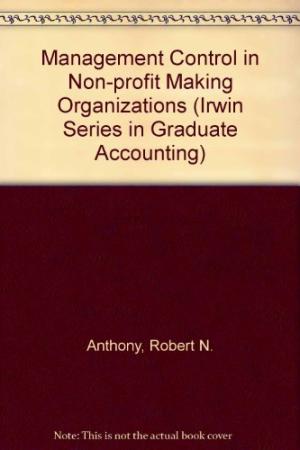 Management Control in
Non-profit Making
Organizations (Irwin
Series in Graduate
Accounting)
Anthony, Robert N.
Note: This is not the actual book cover